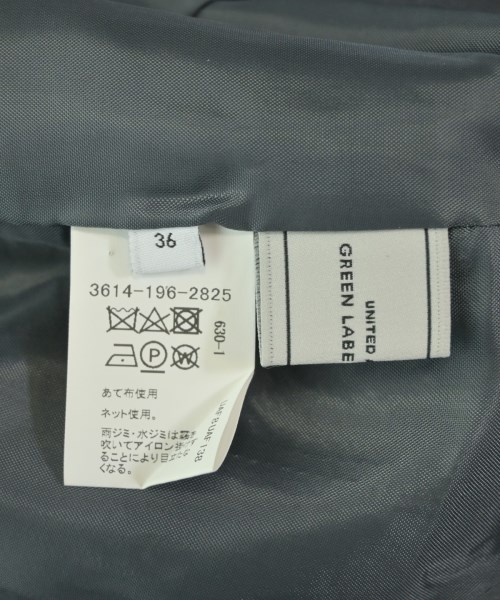 36
3614-196-2825
630-1
あて布使用
ネット使用。
雨ジミ・水ジミは
吹いてアイロン
ることにより目
くなる。
UNITED
GREEN LABE